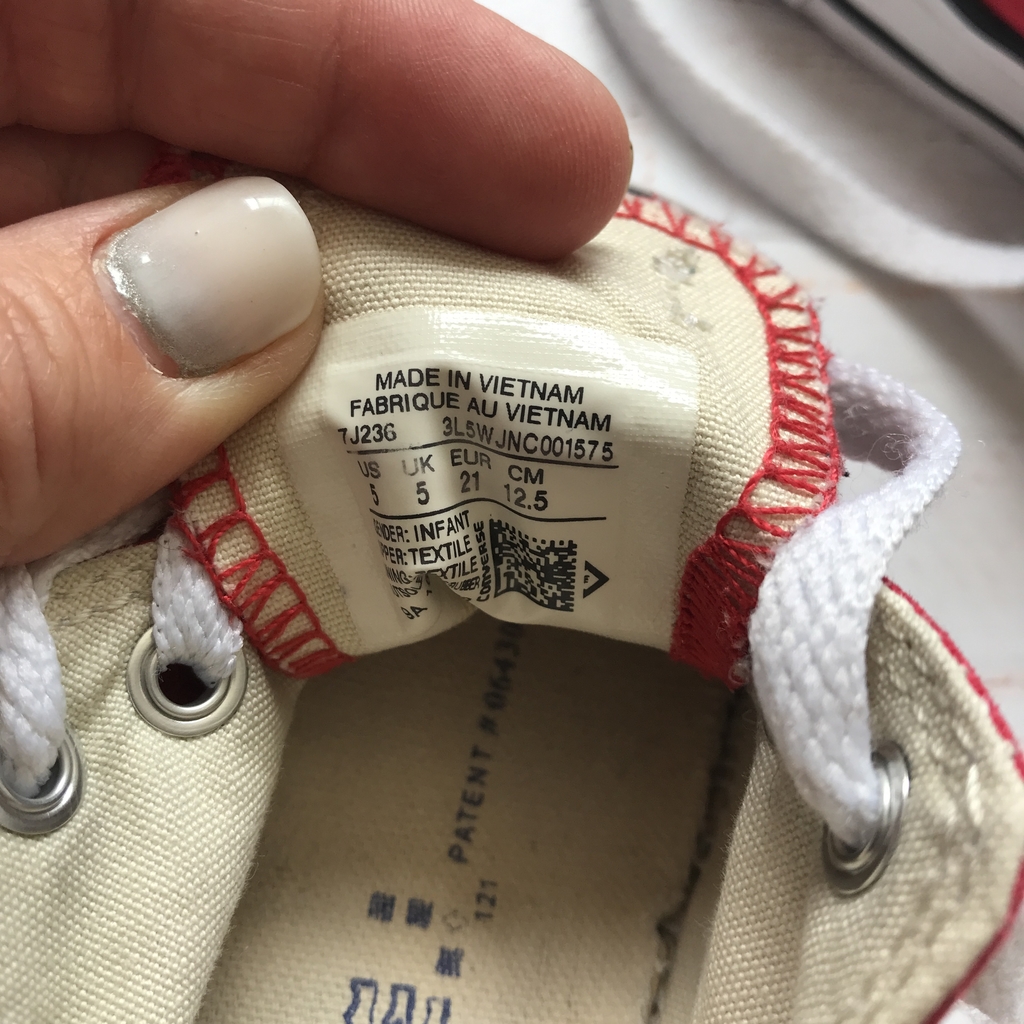 MADE IN VIETNAM
FABRIQUE AU VIETNAM
7J236 3L5WJNC001575
US UK EUR CM
5 5 21 12.5
GENDER: INFANT
UPPER: TEXTILE
TEXTILE
RUBBER
CONVERSE
PATENT
121